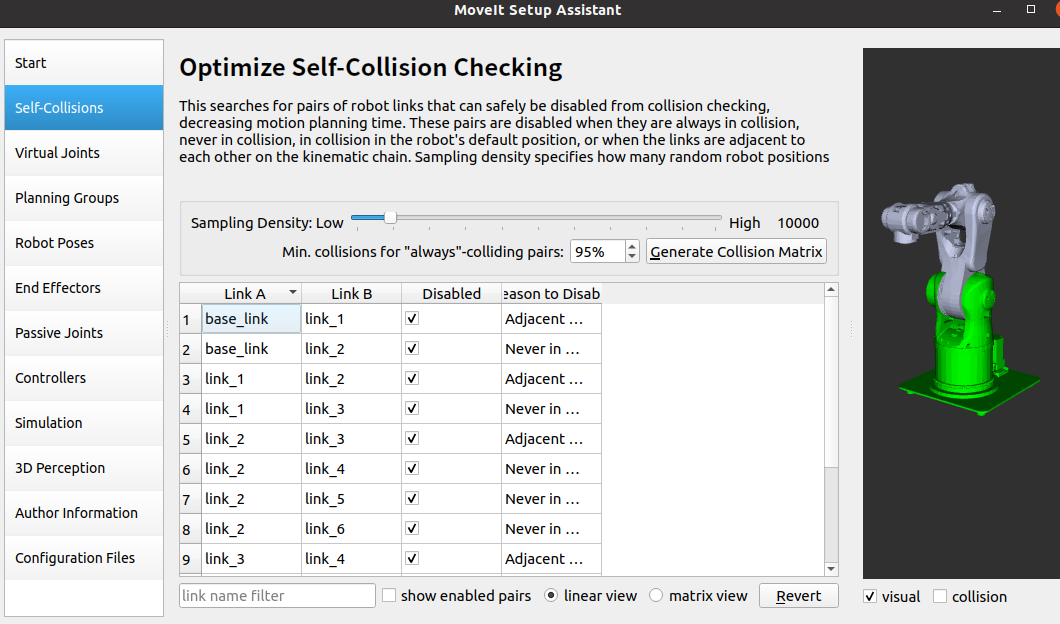 MoveIt Setup Assistant
Start
Self-Collisions
Virtual Joints
Planning Groups
Robot Poses
End Effectors
Passive Joints
Controllers
Simulation
3D Perception
Author Information
Configuration Files
Optimize Self-Collision Checking
This searches for pairs of robot links that can safely be disabled from collision checking,
decreasing motion planning time. These pairs are disabled when they are always in collision,
never in collision, in collision in the robot's default position, or when the links are adjacent to
each other on the kinematic chain. Sampling density specifies how many random robot positions
Sampling Density: Low High 10000
Min. collisions for "always"-colliding pairs: 95% Generate Collision Matrix
Link A Link B Disabled eason to Disab
1 base_link link_1 Adjacent ...
2 base_link link_2 Never in ...
3 link_1 link_2 Adjacent ...
4 link_1 link_3 Never in ...
5 link_2 link_3 Adjacent ...
6 link_2 link_4 Never in ...
7 link_2 link_5 Never in ...
8 link_2 link_6 Never in ...
9 link_3 link_4 Adjacent ...
link name filter show enabled pairs linear view matrix view Revert
visual collision